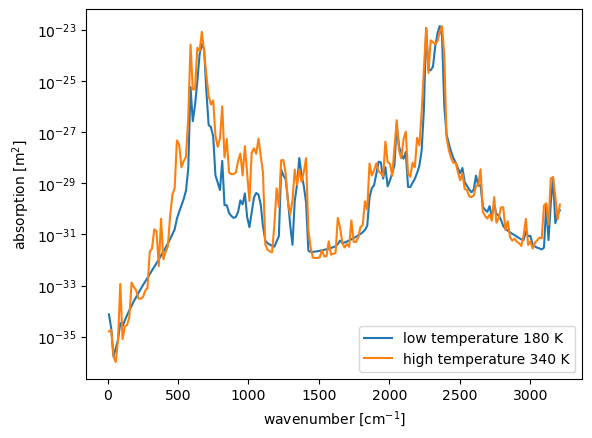 absorption [m²]
10⁻²³
10⁻²⁵
10⁻²⁷
10⁻²⁹
10⁻³¹
10⁻³³
10⁻³⁵
low temperature 180 K
high temperature 340 K
0 500 1000 1500 2000 2500 3000
wavenumber [cm⁻¹]